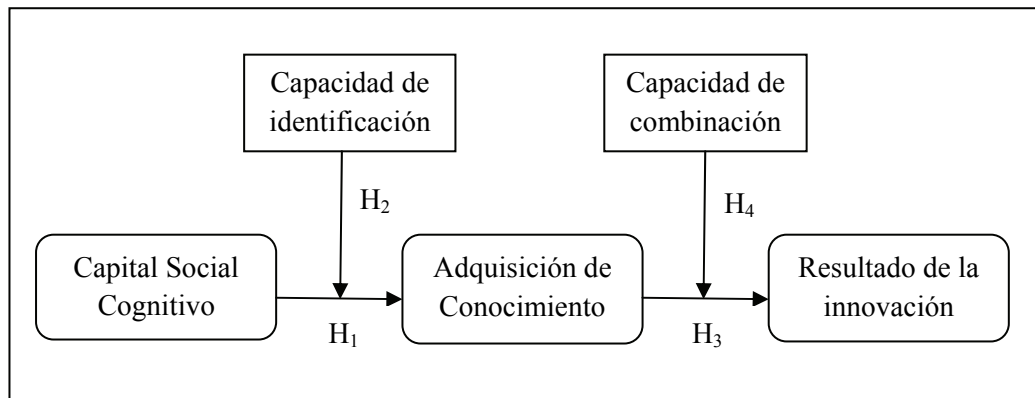 Capacidad de
identificación
Capacidad de
combinación
H₂
H₄
Capital Social
Cognitivo
Adquisición de
Conocimiento
Resultado de la
innovación
H₁
H₃